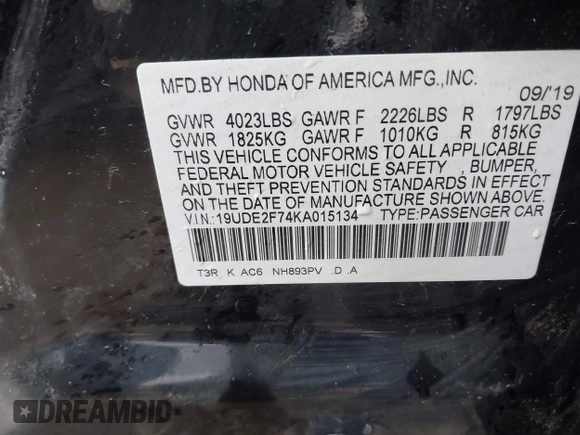 MFD.BY HONDA OF AMERICA MFG.,INC.
09/'19
GVWR 4023LBS GAWR F 2226LBS R 1797LBS
GVWR 1825KG GAWR F 1010KG R 815KG
THIS VEHICLE CONFORMS TO ALL APPLICABLE
FEDERAL MOTOR VEHICLE SAFETY , BUMPER,
AND THEFT PREVENTION STANDARDS IN EFFECT
ON THE DATE OF MANUFACTURE SHOWN ABOVE.
V.I.N.:19UDE2F74KA015134 TYPE:PASSENGER CAR
T3R K AC6 NH893PV .D .A
DREAMBID